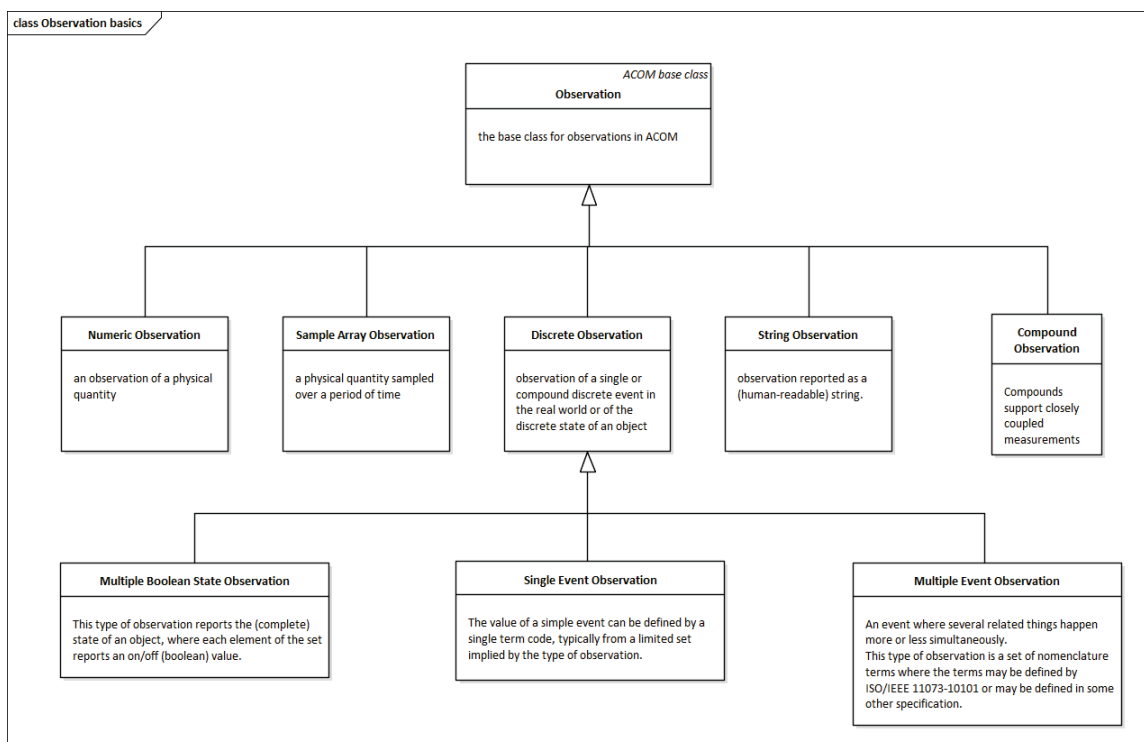 class Observation basics
ACOM base class
Observation
the base class for observations in ACOM
Numeric Observation
an observation of a physical
quantity
Sample Array Observation
a physical quantity sampled
over a period of time
Discrete Observation
observation of a single or
compound discrete event in
the real world or of the
discrete state of an object
String Observation
observation reported as a
(human-readable) string.
Compound
Observation
Compounds
support closely
coupled
measurements
Multiple Boolean State Observation
This type of observation reports the (complete)
state of an object, where each element of the set
reports an on/off (boolean) value.
Single Event Observation
The value of a simple event can be defined by a
single term code, typically from a limited set
implied by the type of observation.
Multiple Event Observation
An event where several related things happen
more or less simultaneously.
This type of observation is a set of nomenclature
terms where the terms may be defined by
ISO/IEEE 11073-10101 or may be defined in some
other specification.